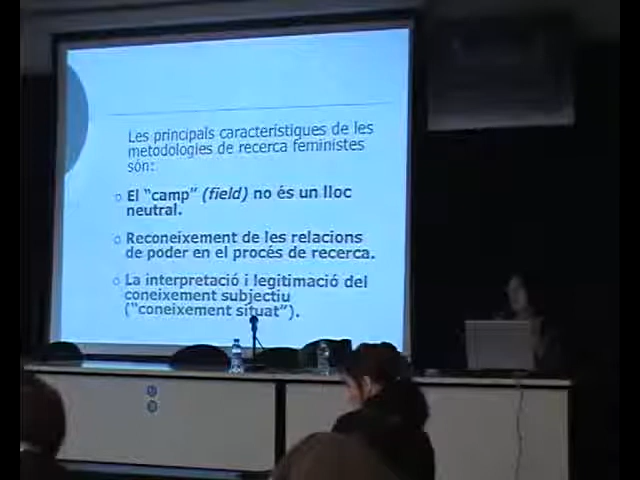 Les principals característiques de les
metodologies de recerca feministes
són:
El "camp" (field) no és un lloc
neutral.
Reconeixement de les relacions
de poder en el procés de recerca.
La interpretació i legitimació del
coneixement subjectiu
("coneixement situat").